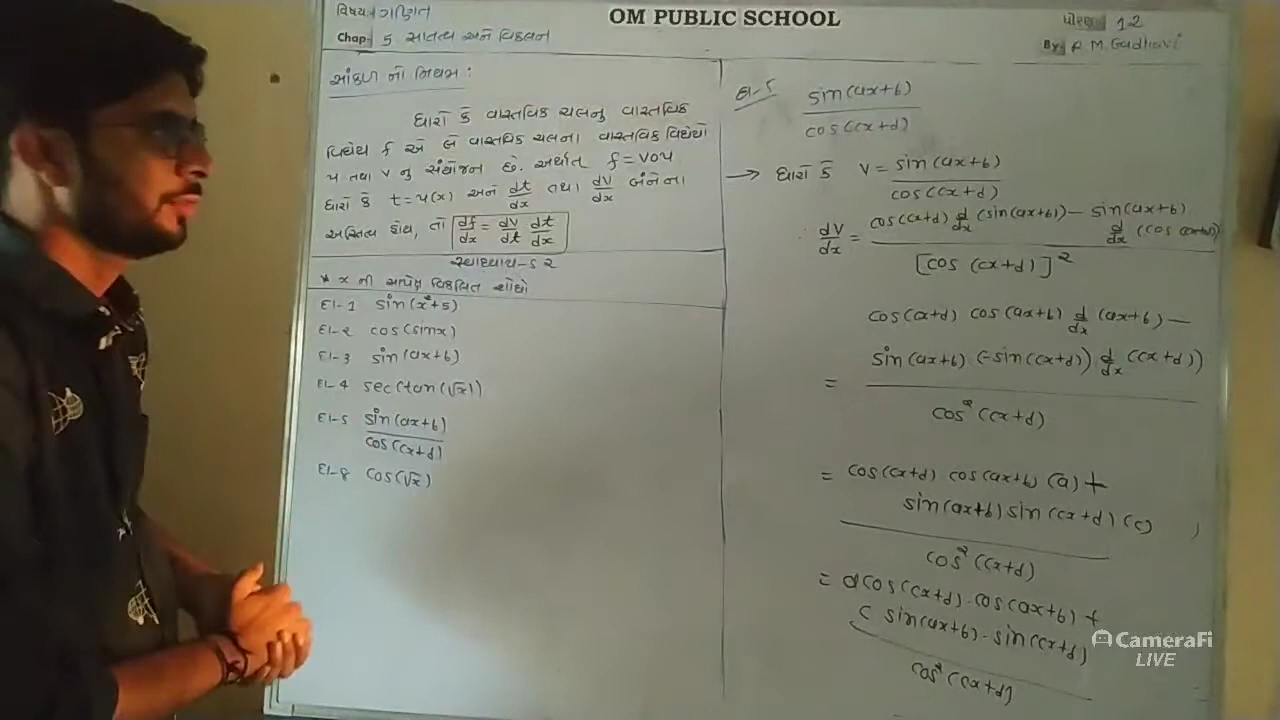 OM PUBLIC SCHOOL
વિષય ગણિત
Chap 5 સાતત્ય અને વિકલન
ધોરણ 12
By R.M.Gadhavi
સાંકળ નો નિયમ :
ધારો કે વાસ્તવિક ચલનુ વાસ્તવિક
વિધેય f એ બે વાસ્તવિક ચલના વાસ્તવિક વિધેયો
u તથા v નુ સંયોજન છે. અર્થાત f = vou
ધારો કે t = u(x) અને dt/dx તથા dv/dx બંનેના
અસ્તિત્વ હોય, તો df/dx = dv/dt dt/dx
સ્વાધ્યાય-5.2
* x ની સાપેક્ષ વિકલિત શોધો
દા-1 sin(x²+5)
દા-2 cos(sinx)
દા-3 sin(ax+b)
દા-4 sec(tan(√x))
દા-5 sin(ax+b)
cos(cx+d)
દા-8 cos(√x)
દા-5 sin(ax+b)
cos(cx+d)
→ ધારો કે v = sin(ax+b)
cos(cx+d)
∴ dv/dx = cos(cx+d) d/dx (sin(ax+b)) - sin(ax+b)
d/dx (cos(cx+d))
[cos(cx+d)]²
cos(cx+d) cos(ax+b) d/dx (ax+b) -
sin(ax+b) (-sin(cx+d)) d/dx (cx+d))
=
cos²(cx+d)
= cos(cx+d) cos(ax+b) (a) +
sin(ax+b) sin(cx+d) (c)
cos²(cx+d)
= a cos(cx+d).cos(ax+b) +
c sin(ax+b) - sin(cx+d)
cos²(cx+d)
CameraFi
LIVE